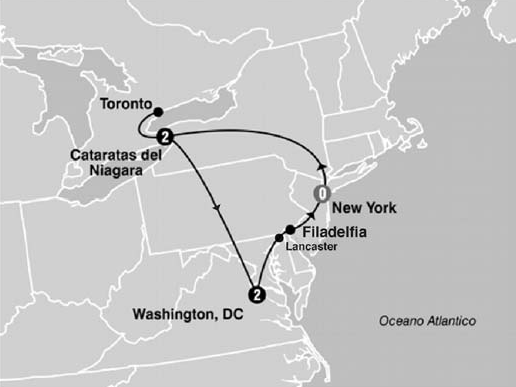 Toronto
2
Cataratas del
Niagara
0
New York
Filadelfia
Lancaster
2
Washington, DC
Oceano Atlantico